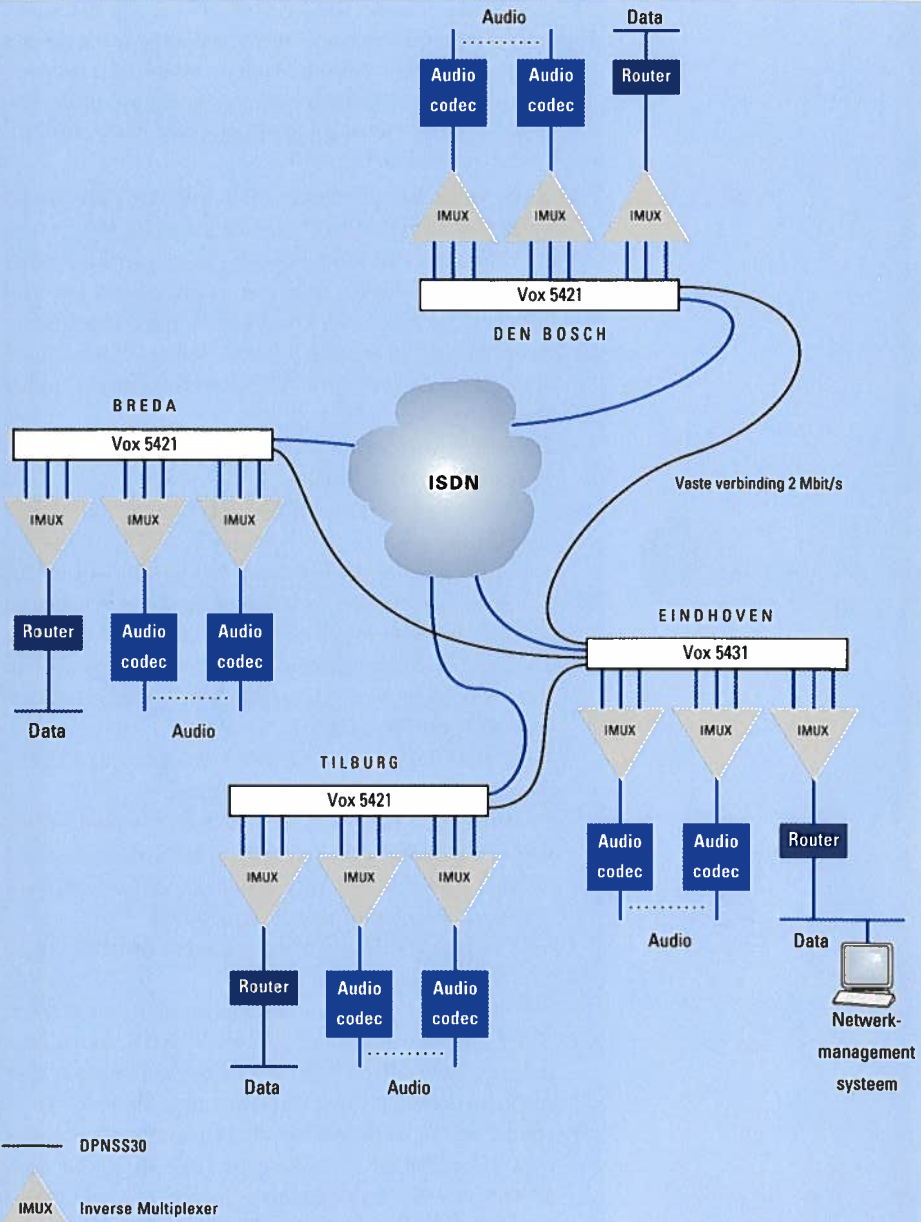 Audio
Data
Audio codec
Audio codec
Router
IMUX
IMUX
IMUX
Vox 5421
DEN BOSCH
BREDA
Vox 5421
IMUX
IMUX
IMUX
Router
Audio codec
Audio codec
Data
Audio
ISDN
Vaste verbinding 2 Mbit/s
EINDHOVEN
Vox 5431
IMUX
IMUX
IMUX
Audio codec
Audio codec
Router
Audio
Data
Netwerk-
management
systeem
TILBURG
Vox 5421
IMUX
IMUX
IMUX
Router
Audio codec
Audio codec
Data
Audio
DPNSS30
IMUX Inverse Multiplexer